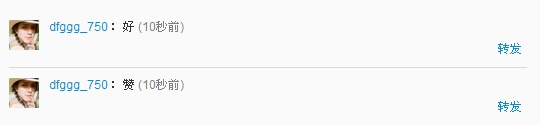 dfggg_750： 好 (10秒前)
转发
dfggg_750： 赞 (10秒前)
转发